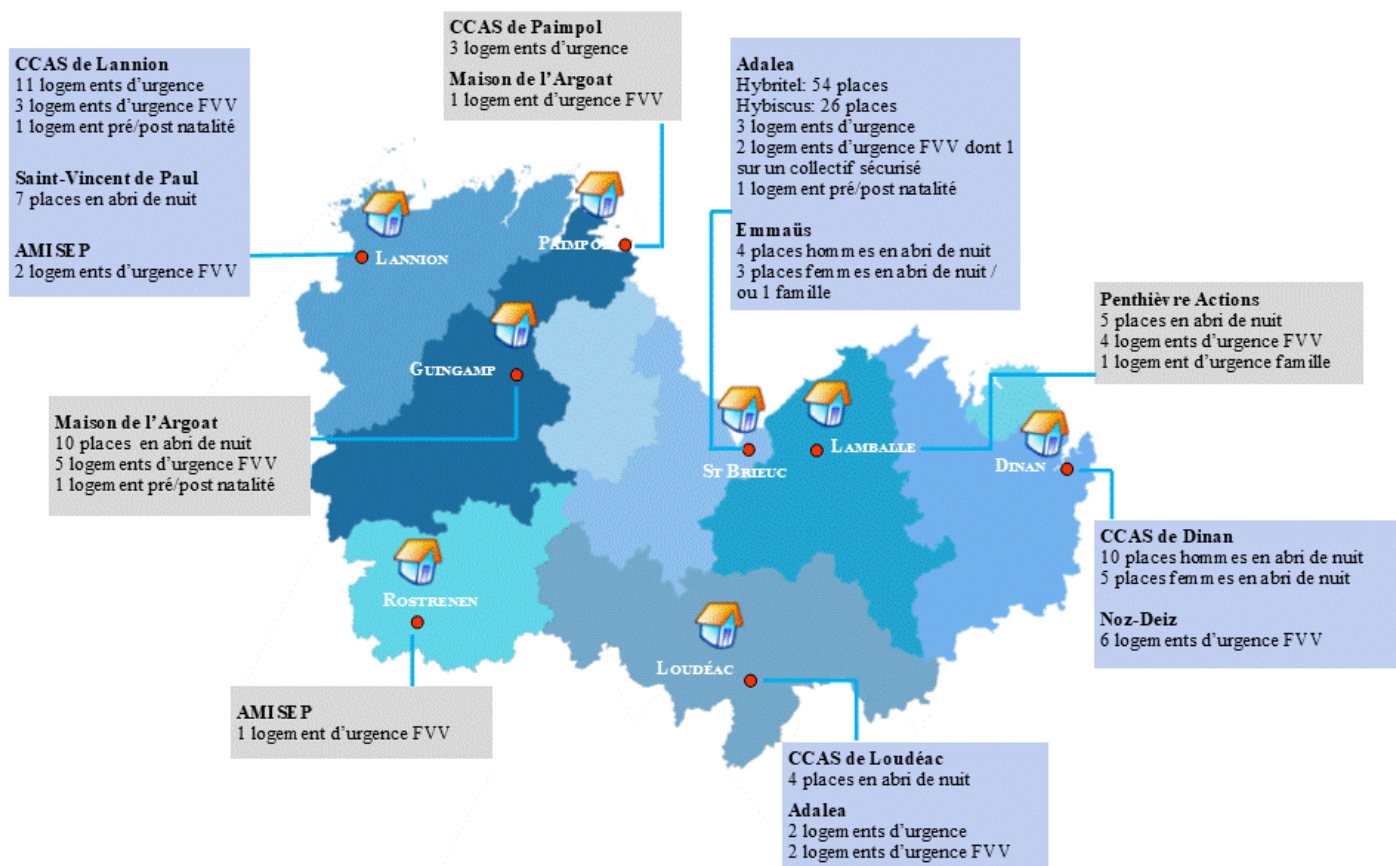 CCAS de Paimpol
3 logements d'urgence
Maison de l'Argoat
1 logement d'urgence FVV
CCAS de Lannion
11 logements d'urgence
3 logements d'urgence FVV
1 logement pré/post natalité
Saint-Vincent de Paul
7 places en abri de nuit
AMISEP
2 logements d'urgence FVV
Adalea
Hybritel: 54 places
Hybiscus: 26 places
3 logements d'urgence
2 logements d'urgence FVV dont 1
sur un collectif sécurisé
1 logement pré/post natalité
Emmaüs
4 places hommes en abri de nuit
3 places femmes en abri de nuit /
ou 1 famille
Penthièvre Actions
5 places en abri de nuit
4 logements d'urgence FVV
1 logement d'urgence famille
LANNION
PAIMPOL
GUINGAMP
ST BRIEUC
LAMBALLE
DINAN
ROSTRENEN
LOUDÉAC
Maison de l'Argoat
10 places en abri de nuit
5 logements d'urgence FVV
1 logement pré/post natalité
CCAS de Dinan
10 places hommes en abri de nuit
5 places femmes en abri de nuit
Noz-Deiz
6 logements d'urgence FVV
AMISEP
1 logement d'urgence FVV
CCAS de Loudéac
4 places en abri de nuit
Adalea
2 logements d'urgence
2 logements d'urgence FVV